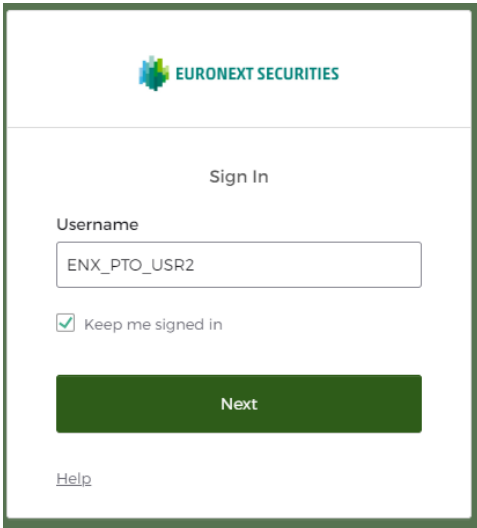 EURONEXT SECURITIES
Sign In
Username
ENX_PTO_USR2
Keep me signed in
Next
Help